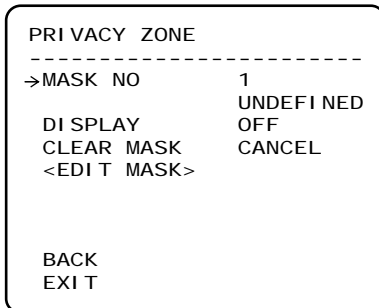 PRIVACY ZONE
-------------------------
→MASK NO 1
UNDEFINED
DISPLAY OFF
CLEAR MASK CANCEL
<EDIT MASK>
BACK
EXIT